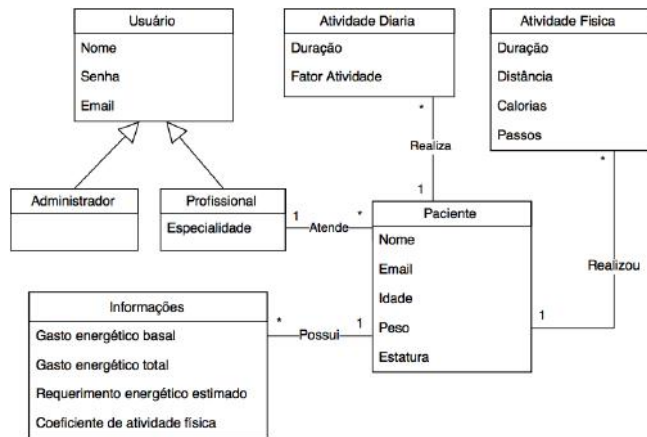 Usuário
Nome
Senha
Email
Atividade Diaria
Duração
Fator Atividade
Atividade Fisica
Duração
Distância
Calorias
Passos
*
Realiza
1
*
Realizou
1
Administrador
Profissional
Especialidade
1
Atende
*
Paciente
Nome
Email
Idade
Peso
Estatura
Informações
Gasto energético basal
Gasto energético total
Requerimento energético estimado
Coeficiente de atividade física
*
Possui
1